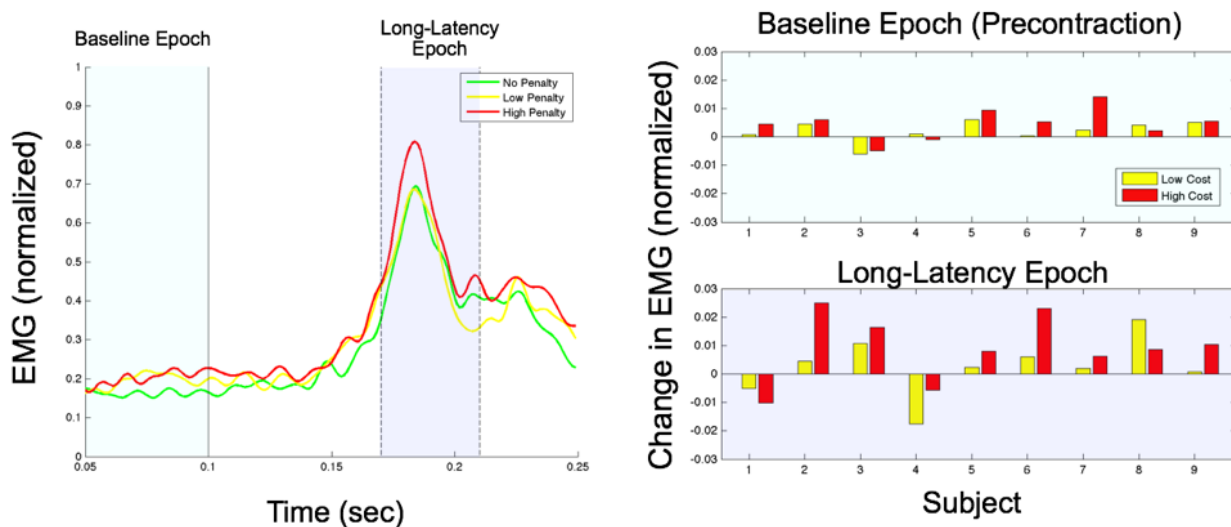 Baseline Epoch
Long-Latency
Epoch
No Penalty
Low Penalty
High Penalty
1
0.9
0.8
0.7
0.6
0.5
0.4
0.3
0.2
0.1
0
EMG (normalized)
0.05
0.1
0.15
0.2
0.25
Time (sec)
Baseline Epoch (Precontraction)
0.03
0.02
0.01
0
-0.01
-0.02
-0.03
Low Cost
High Cost
1 2 3 4 5 6 7 8 9
Change in EMG (normalized)
Long-Latency Epoch
0.03
0.02
0.01
0
-0.01
-0.02
-0.03
1 2 3 4 5 6 7 8 9
Subject